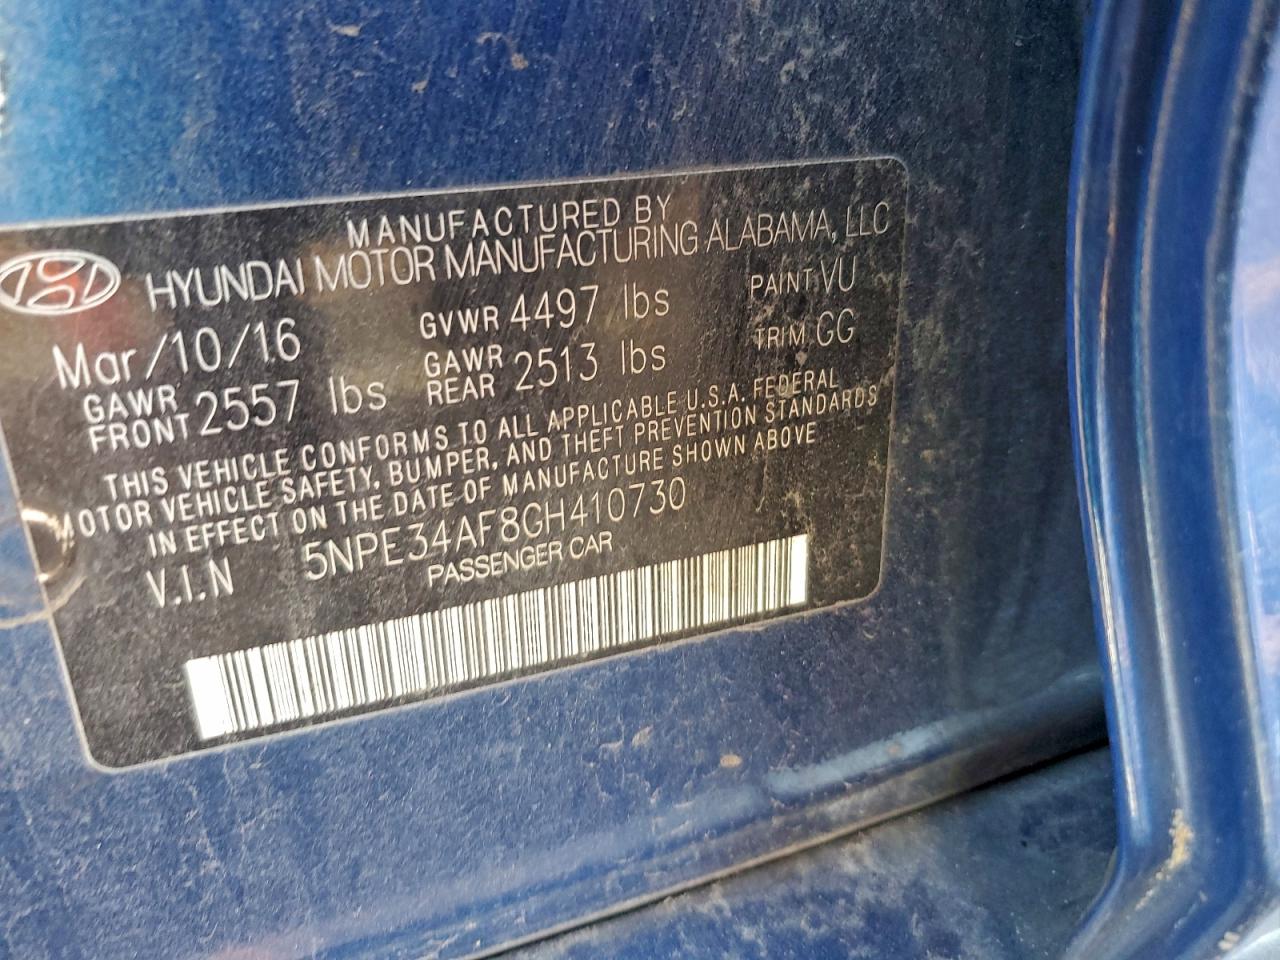 MANUFACTURED BY
HYUNDAI MOTOR MANUFACTURING ALABAMA, LLC
Mar/10/16 GVWR 4497 lbs PAINT VU
GAWR FRONT 2557 lbs GAWR REAR 2513 lbs TRIM GG
THIS VEHICLE CONFORMS TO ALL APPLICABLE U.S.A. FEDERAL
MOTOR VEHICLE SAFETY, BUMPER, AND THEFT PREVENTION STANDARDS
IN EFFECT ON THE DATE OF MANUFACTURE SHOWN ABOVE
V.I.N 5NPE34AF8GH410730
PASSENGER CAR